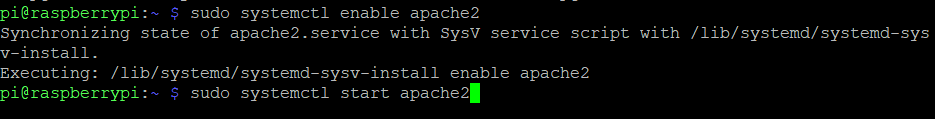 pi@raspberrypi:~ $ sudo systemctl enable apache2
Synchronizing state of apache2.service with SysV service script with /lib/systemd/systemd-sys
v-install.
Executing: /lib/systemd/systemd-sysv-install enable apache2
pi@raspberrypi:~ $ sudo systemctl start apache2